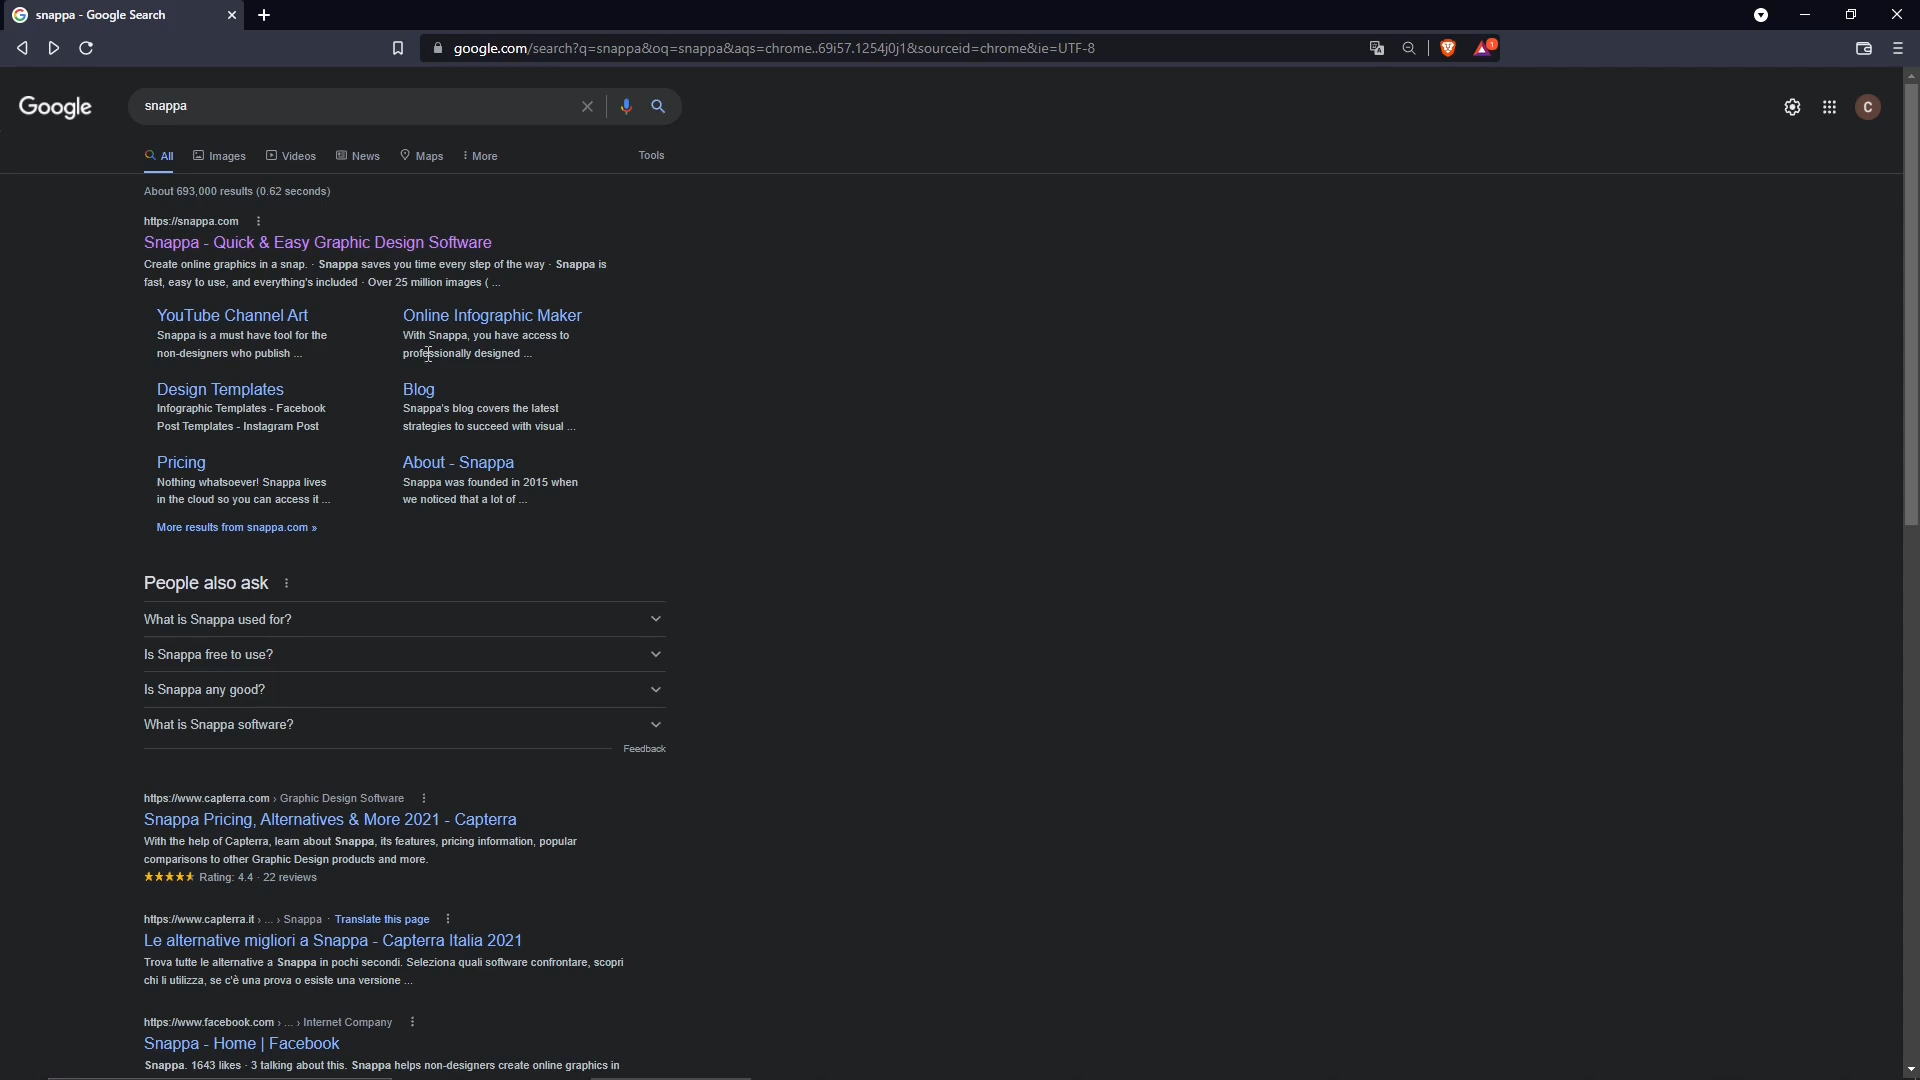 snappa - Google Search
google.com/search?q=snappa&oq=snappa&aqs=chrome..69i57.1254j0j1&sourceid=chrome&ie=UTF-8
1
Google
snappa
C
All
Images
Videos
News
Maps
More
Tools
About 693,000 results (0.62 seconds)
https://snappa.com
Snappa - Quick & Easy Graphic Design Software
Create online graphics in a snap. · Snappa saves you time every step of the way · Snappa is
fast, easy to use, and everything's included · Over 25 million images ( ...
YouTube Channel Art
Snappa is a must have tool for the
non-designers who publish ...
Online Infographic Maker
With Snappa, you have access to
professionally designed ...
Design Templates
Infographic Templates - Facebook
Post Templates - Instagram Post
Blog
Snappa's blog covers the latest
strategies to succeed with visual ...
Pricing
Nothing whatsoever! Snappa lives
in the cloud so you can access it ...
About - Snappa
Snappa was founded in 2015 when
we noticed that a lot of ...
More results from snappa.com »
People also ask
What is Snappa used for?
Is Snappa free to use?
Is Snappa any good?
What is Snappa software?
Feedback
https://www.capterra.com › Graphic Design Software
Snappa Pricing, Alternatives & More 2021 - Capterra
With the help of Capterra, learn about Snappa, its features, pricing information, popular
comparisons to other Graphic Design products and more.
Rating: 4.4 · 22 reviews
https://www.capterra.it › ... › Snappa · Translate this page
Le alternative migliori a Snappa - Capterra Italia 2021
Trova tutte le alternative a Snappa in pochi secondi. Seleziona quali software confrontare, scopri
chi li utilizza, se c'è una prova o esiste una versione ...
https://www.facebook.com › ... › Internet Company
Snappa - Home | Facebook
Snappa. 1643 likes · 3 talking about this. Snappa helps non-designers create online graphics in